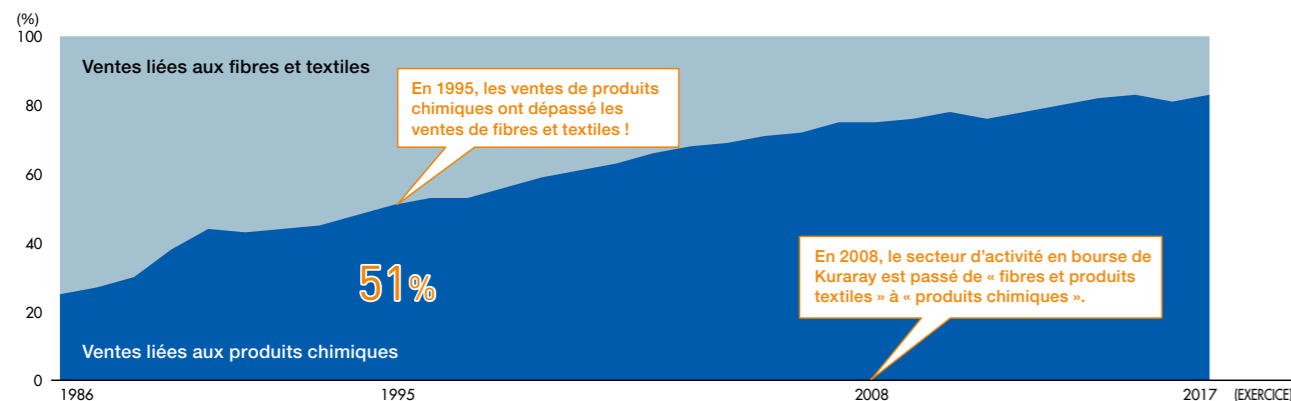 (%)
100
80
60
40
20
0
Ventes liées aux fibres et textiles
En 1995, les ventes de produits
chimiques ont dépassé les
ventes de fibres et textiles !
51%
En 2008, le secteur d’activité en bourse de
Kuraray est passé de « fibres et produits
textiles » à « produits chimiques ».
Ventes liées aux produits chimiques
1986 1995 2008 2017 (EXERCICE)